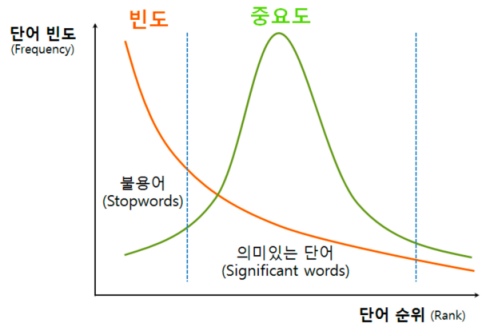 빈도
중요도
단어 빈도
(Frequency)
불용어
(Stopwords)
의미있는 단어
(Significant words)
단어 순위 (Rank)